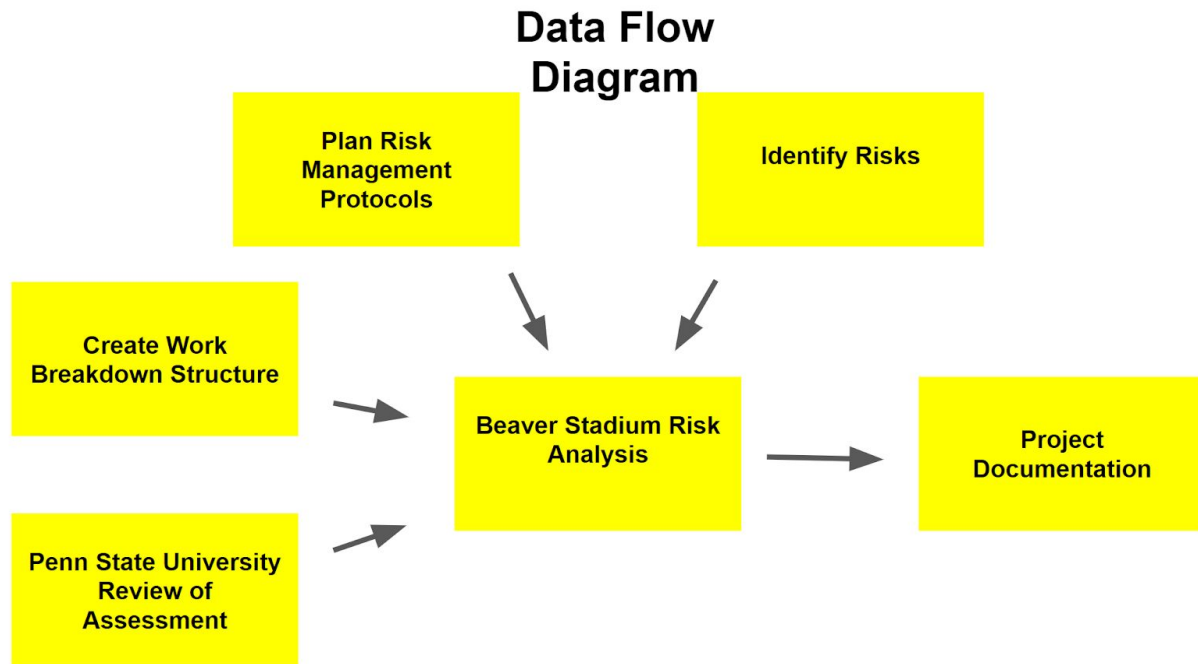 Data Flow
Diagram
Plan Risk
Management
Protocols
Identify Risks
Create Work
Breakdown Structure
Beaver Stadium Risk
Analysis
Project
Documentation
Penn State University
Review of
Assessment